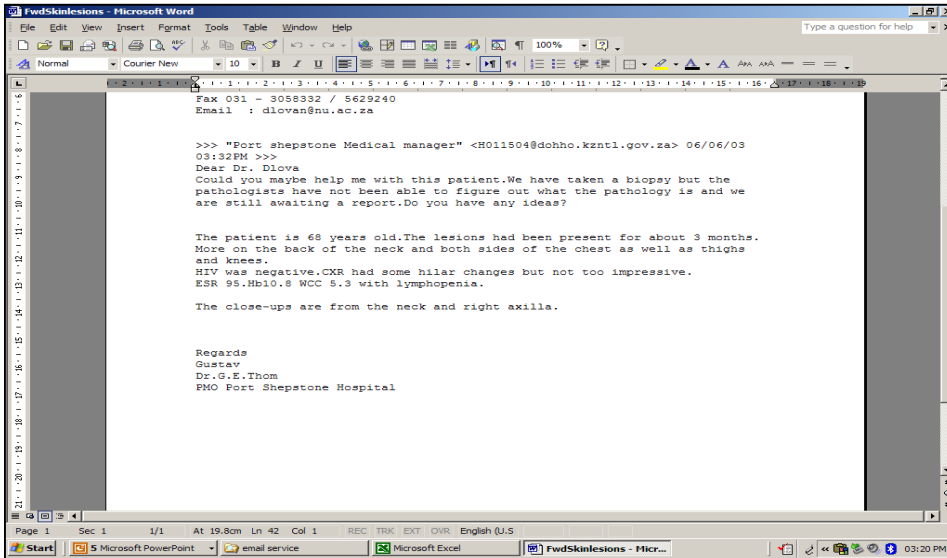 FwdSkinlesions - Microsoft Word
File Edit View Insert Format Tools Table Window Help
Type a question for help
100%
Normal Courier New 10 B I U
Fax 031 - 3058332 / 5629240
Email : dlovan@nu.ac.za
>>> "Port shepstone Medical manager" <H011504@dohho.kzntl.gov.za> 06/06/03
03:32PM >>>
Dear Dr. Dlova
Could you maybe help me with this patient.We have taken a biopsy but the
pathologists have not been able to figure out what the pathology is and we
are still awaiting a report.Do you have any ideas?
The patient is 68 years old.The lesions had been present for about 3 months.
More on the back of the neck and both sides of the chest as well as thighs
and knees.
HIV was negative.CXR had some hilar changes but not too impressive.
ESR 95.Hb10.8 WCC 5.3 with lymphopenia.
The close-ups are from the neck and right axilla.
Regards
Gustav
Dr.G.E.Thom
PMO Port Shepstone Hospital
Page 1 Sec 1 1/1 At 19.8cm Ln 42 Col 1 REC TRK EXT OVR English (U.S
Start 5 Microsoft PowerPoint email service Microsoft Excel FwdSkinlesions - Micr... 03:20 PM